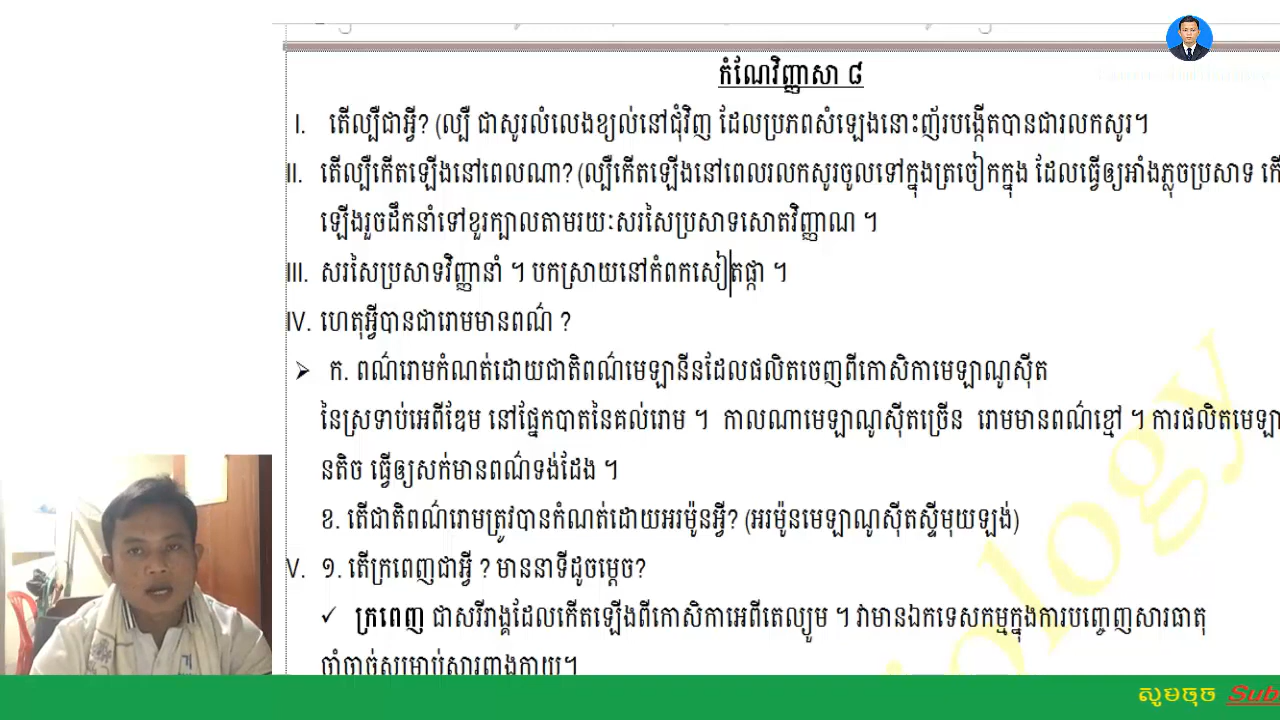 កំណែវិញ្ញាសា ៨
I. តើល្បឺជាអ្វី? (ល្បឺ ជាសូរលំលេងខ្យល់នៅជុំវិញ ដែលប្រភពសំឡេងនោះញ័របង្កើតបានជារលកសូរ។
II. តើល្បឺកើតឡើងនៅពេលណា? (ល្បឺកើតឡើងនៅពេលរលកសូរចូលទៅក្នុងត្រចៀកក្នុង ដែលធ្វើឲ្យអាំងភ្លុចប្រសាទ កើ
ឡើងរួចដឹកនាំទៅខួរក្បាលតាមរយៈសរសៃប្រសាទសោតវិញ្ញាណ ។
III. សរសៃប្រសាទវិញ្ញានាំ ។ បកស្រាយនៅកំពកសៀតផ្កា ។
IV. ហេតុអ្វីបានជារោមមានពណ៌ ?
➢ ក. ពណ៌រោមកំណត់ដោយជាតិពណ៌មេឡានីនដែលផលិតចេញពីកោសិកាមេឡាណូស៊ីត
នៃស្រទាប់អេពីឌែម នៅផ្នែកបាតនៃគល់រោម ។ កាលណាមេឡាណូស៊ីតច្រើន រោមមានពណ៌ខ្មៅ ។ ការផលិតមេឡា
នតិច ធ្វើឲ្យសក់មានពណ៌ទង់ដែង ។
ខ. តើជាតិពណ៌រោមត្រូវបានកំណត់ដោយអរម៉ូនអ្វី? (អរម៉ូនមេឡាណូស៊ីតស្ទីមុយឡង់)
V. ១. តើក្រពេញជាអ្វី ? មាននាទីដូចម្តេច?
✓ ក្រពេញ ជាសរីរាង្គដែលកើតឡើងពីកោសិកាអេពីតេល្យូម ។ វាមានឯកទេសកម្មក្នុងការបញ្ចេញសារធាតុ
ចាំបាច់សម្រាប់សារពាង្គកាយ។
ology
សូមចុច Sub